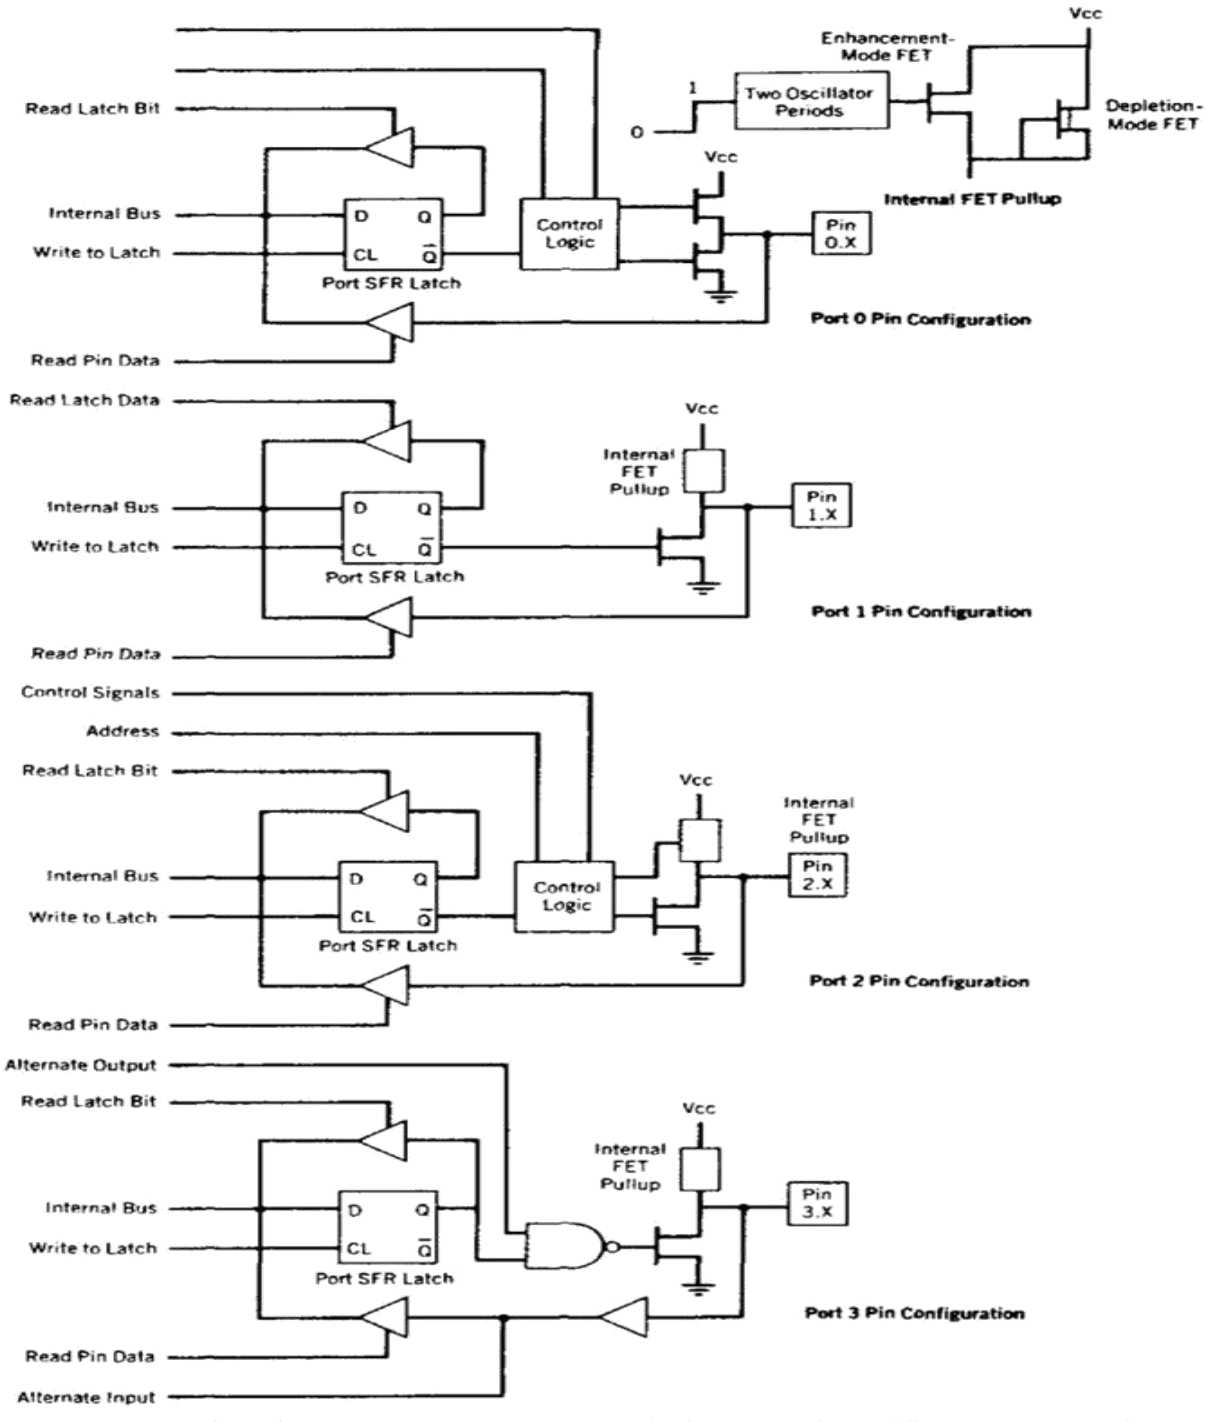 Vcc
Enhancement-
Mode FET
1
Two Oscillator
Periods
0
Depletion-
Mode FET
Internal FET Pullup
Read Latch Bit
Vcc
Internal Bus
D
Q
Control
Logic
Pin
0.X
Write to Latch
CL
Q̅
Port SFR Latch
Port 0 Pin Configuration
Read Pin Data
Read Latch Data
Vcc
Internal
FET
Pullup
Internal Bus
D
Q
Pin
1.X
Write to Latch
CL
Q̅
Port SFR Latch
Port 1 Pin Configuration
Read Pin Data
Control Signals
Address
Read Latch Bit
Vcc
Internal
FET
Pullup
Internal Bus
D
Q
Control
Logic
Pin
2.X
Write to Latch
CL
Q̅
Port SFR Latch
Port 2 Pin Configuration
Read Pin Data
Alternate Output
Read Latch Bit
Vcc
Internal
FET
Pullup
Internal Bus
D
Q
Pin
3.X
Write to Latch
CL
Q̅
Port SFR Latch
Port 3 Pin Configuration
Read Pin Data
Alternate Input